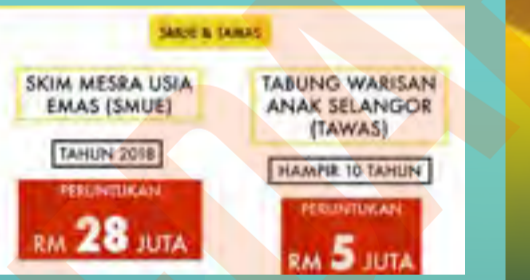 SMUE & TAWAS
SKIM MESRA USIA
EMAS (SMUE)
TAHUN 2018
PERUNTUKAN
RM 28 JUTA
TABUNG WARISAN
ANAK SELANGOR
(TAWAS)
HAMPIR 10 TAHUN
PERUNTUKAN
RM 5 JUTA